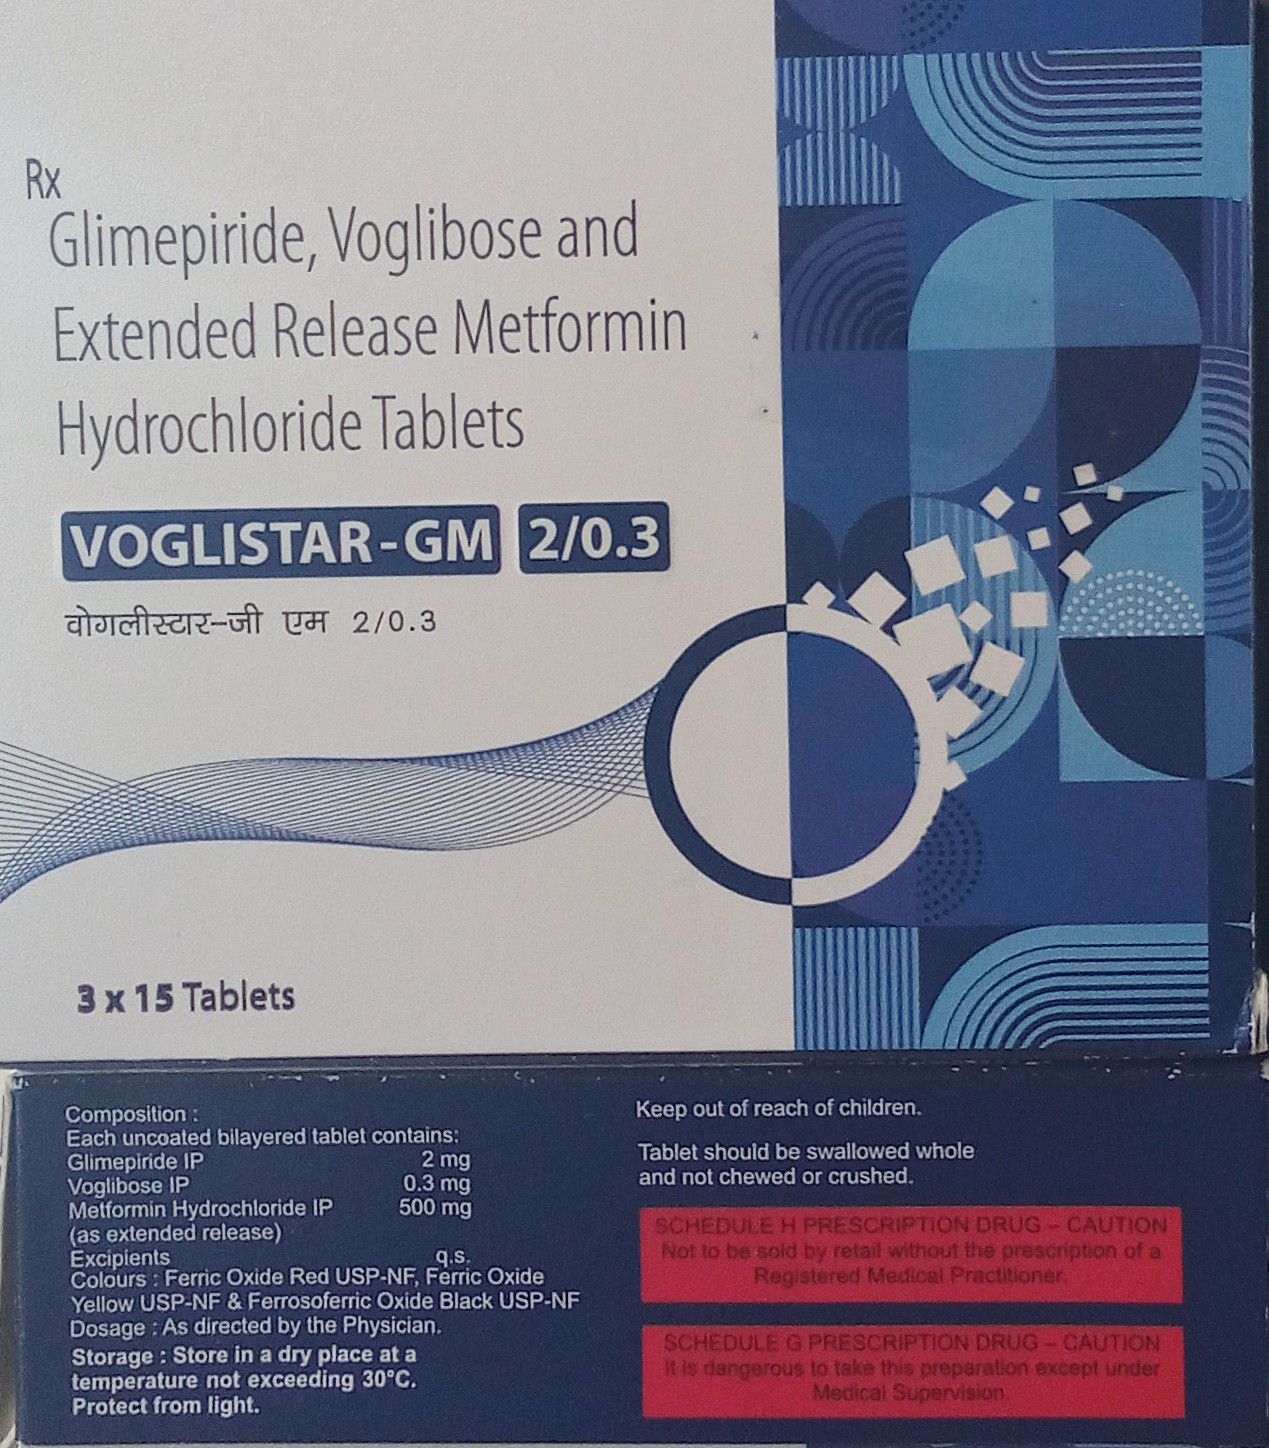 Rx
Glimepiride, Voglibose and
Extended Release Metformin
Hydrochloride Tablets
VOGLISTAR-GM 2/0.3
वोगलीस्टार-जी एम 2/0.3
3 x 15 Tablets
Composition :
Each uncoated bilayered tablet contains:
Glimepiride IP 2 mg
Voglibose IP 0.3 mg
Metformin Hydrochloride IP 500 mg
(as extended release)
Excipients q.s.
Colours : Ferric Oxide Red USP-NF, Ferric Oxide
Yellow USP-NF & Ferrosoferric Oxide Black USP-NF
Dosage : As directed by the Physician.
Storage : Store in a dry place at a
temperature not exceeding 30°C.
Protect from light.
Keep out of reach of children.
Tablet should be swallowed whole
and not chewed or crushed.
SCHEDULE H PRESCRIPTION DRUG – CAUTION
Not to be sold by retail without the prescription of a
Registered Medical Practitioner.
SCHEDULE G PRESCRIPTION DRUG – CAUTION
It is dangerous to take this preparation except under
Medical Supervision.